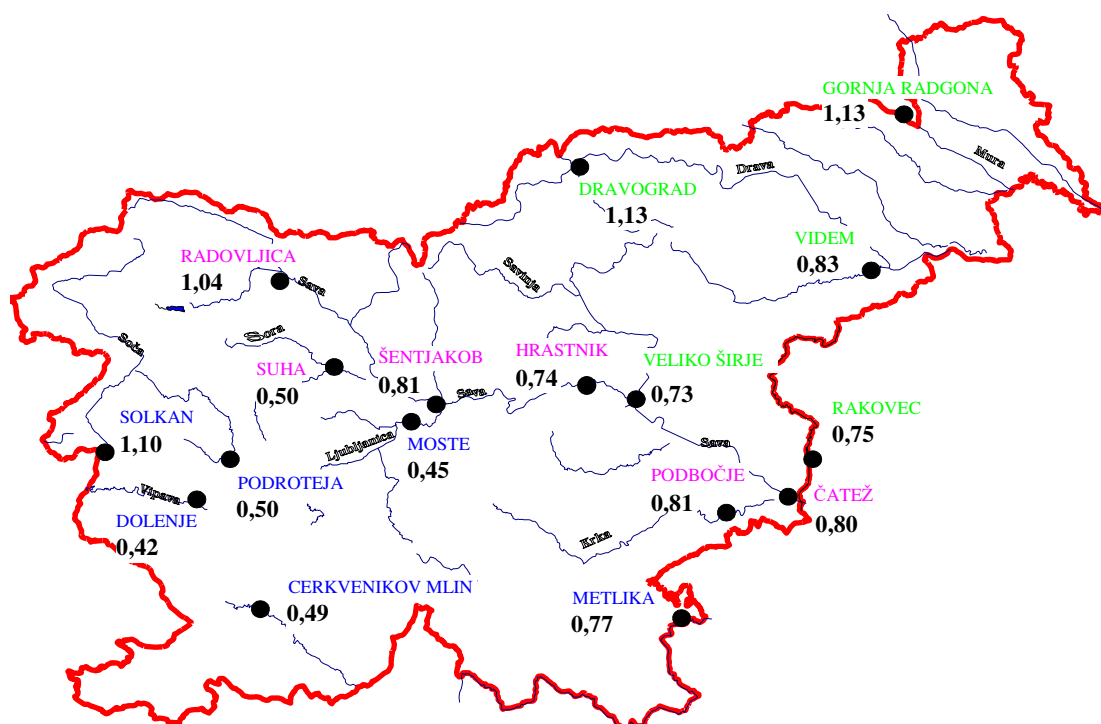 GORNJA RADGONA
1,13
Mura
Drava
DRAVOGRAD
1,13
VIDEM
0,83
RADOVLJICA
1,04
Sava
Savinja
Soča
Sora
SUHA
0,50
ŠENTJAKOB
0,81
Sava
HRASTNIK
0,74
VELIKO ŠIRJE
0,73
SOLKAN
1,10
Ljubljanica
MOSTE
0,45
Sava
RAKOVEC
0,75
PODROTEJA
0,50
Vipava
DOLENJE
0,42
PODBOČJE
0,81
ČATEŽ
0,80
Krka
CERKVENIKOV MLIN
0,49
METLIKA
0,77